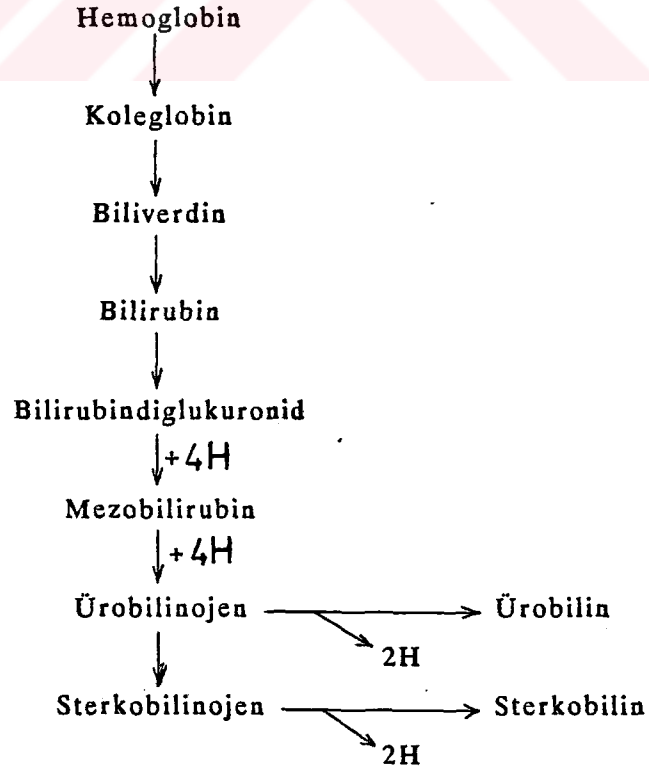 Hemoglobin
Koleglobin
Biliverdin
Bilirubin
Bilirubindiglukuronid
+4H
Mezobilirubin
+4H
Ürobilinojen Ürobilin
2H
Sterkobilinojen Sterkobilin
2H